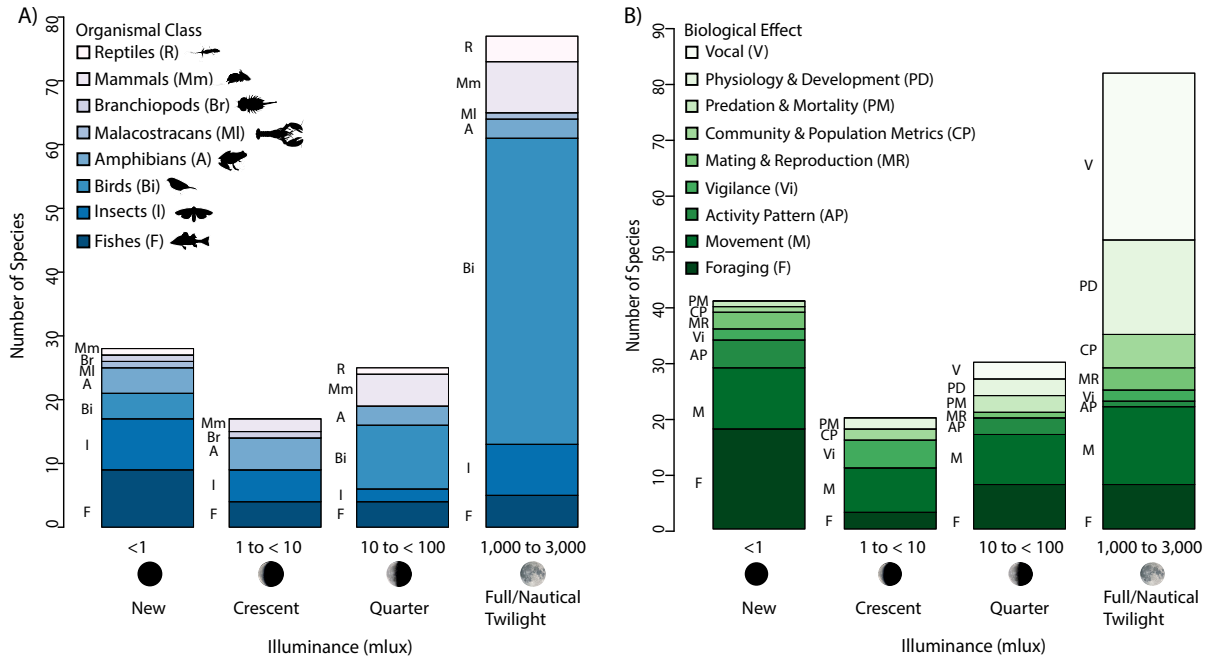 A)
Number of Species
0
10
20
30
40
50
60
70
80
Organismal Class
Reptiles (R)
Mammals (Mm)
Branchiopods (Br)
Malacostracans (Ml)
Amphibians (A)
Birds (Bi)
Insects (I)
Fishes (F)
Mm
Br
Ml
A
Bi
I
F
Mm
Br
A
I
F
R
Mm
A
Bi
I
F
R
Mm
Ml
A
Bi
I
F
<1
1 to < 10
10 to < 100
1,000 to 3,000
New
Crescent
Quarter
Full/Nautical
Twilight
Illuminance (mlux)
B)
Number of Species
0
10
20
30
40
50
60
70
80
90
Biological Effect
Vocal (V)
Physiology & Development (PD)
Predation & Mortality (PM)
Community & Population Metrics (CP)
Mating & Reproduction (MR)
Vigilance (Vi)
Activity Pattern (AP)
Movement (M)
Foraging (F)
PM
CP
MR
Vi
AP
M
F
PM
CP
Vi
M
F
V
PD
PM
MR
AP
M
F
V
PD
CP
MR
Vi
AP
M
F
<1
1 to < 10
10 to < 100
1,000 to 3,000
New
Crescent
Quarter
Full/Nautical
Twilight
Illuminance (mlux)